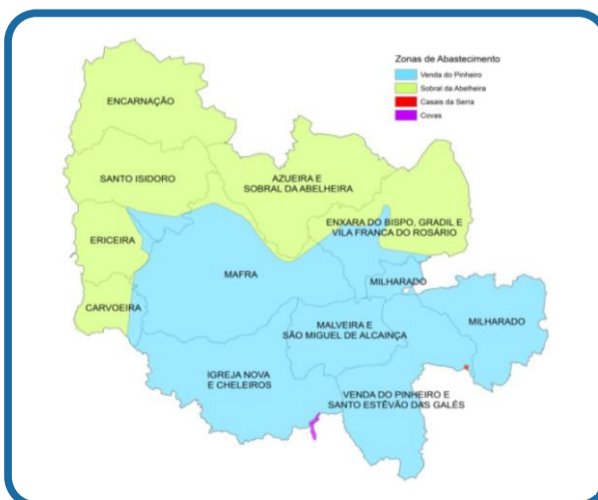 Zonas de Abastecimento
Venda do Pinheiro
Sobral da Abelheira
Casais da Serra
Covas
ENCARNAÇÃO
SANTO ISIDORO
AZUEIRA E
SOBRAL DA ABELHEIRA
ENXARA DO BISPO, GRADIL E
VILA FRANCA DO ROSÁRIO
ERICEIRA
MAFRA
MILHARADO
CARVOEIRA
MALVEIRA E
SÃO MIGUEL DE ALCAINÇA
MILHARADO
IGREJA NOVA
E CHELEIROS
VENDA DO PINHEIRO E
SANTO ESTÊVÃO DAS GALÉS